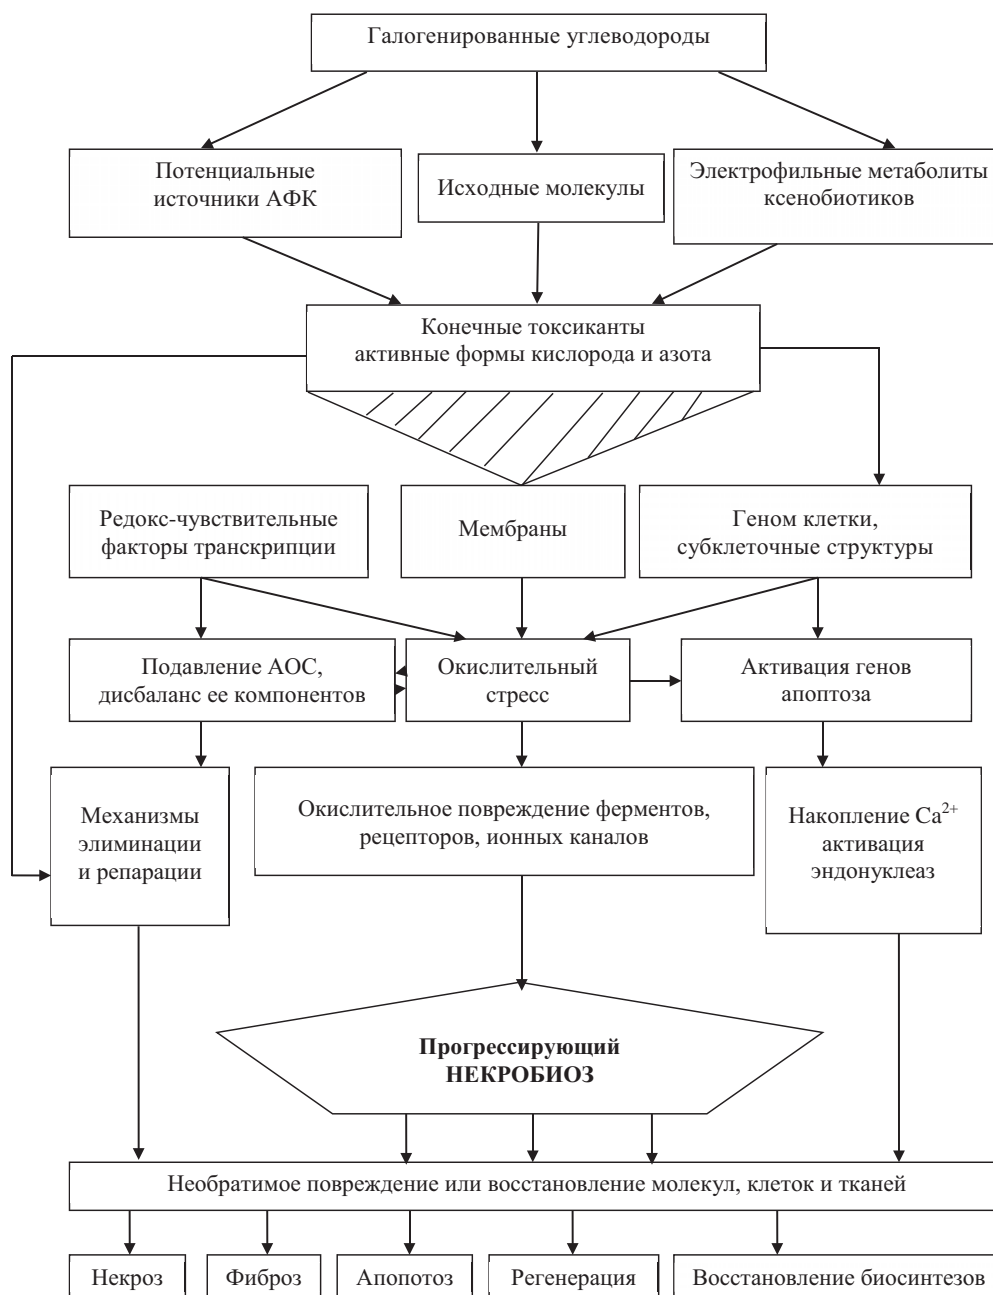 Галогенированные углеводороды
Потенциальные
источники АФК
Исходные молекулы
Электрофильные метаболиты
ксенобиотиков
Конечные токсиканты
активные формы кислорода и азота
Редокс-чувствительные
факторы транскрипции
Мембраны
Геном клетки,
субклеточные структуры
Подавление АОС,
дисбаланс ее компонентов
Окислительный
стресс
Активация генов
апоптоза
Механизмы
элиминации
и репарации
Окислительное повреждение ферментов,
рецепторов, ионных каналов
Накопление Ca²⁺
активация
эндонуклеаз
Прогрессирующий
НЕКРОБИОЗ
Необратимое повреждение или восстановление молекул, клеток и тканей
Некроз
Фиброз
Апопотоз
Регенерация
Восстановление биосинтезов